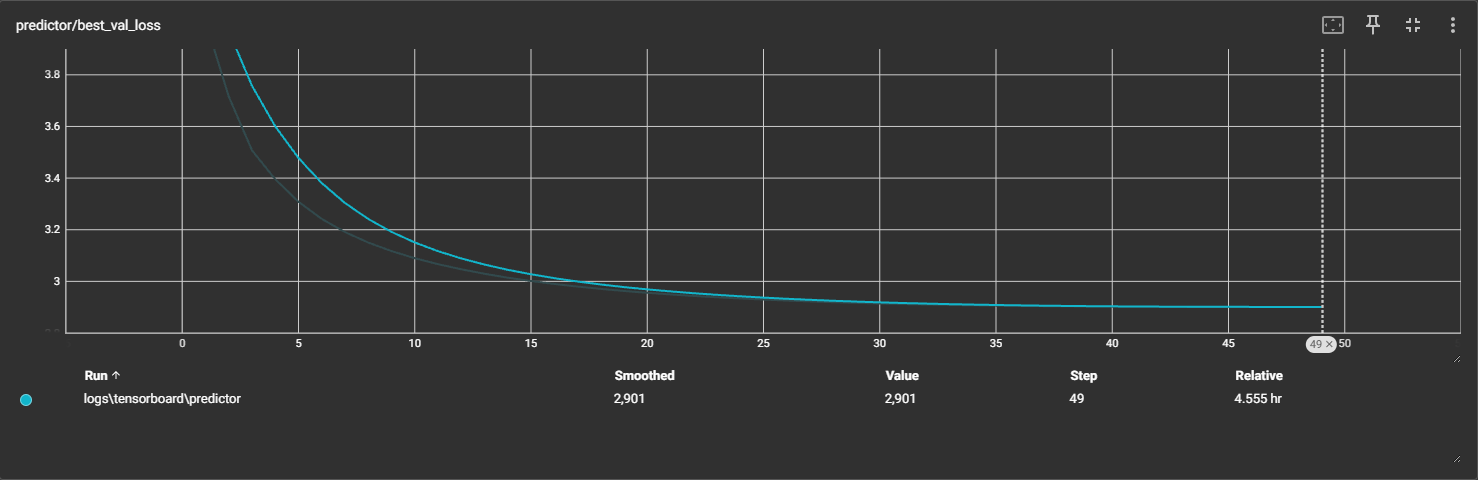 predictor/best_val_loss
3.8
3.6
3.4
3.2
3
0 5 10 15 20 25 30 35 40 45 49 × 50
Run ↑ Smoothed Value Step Relative
logs\tensorboard\predictor 2,901 2,901 49 4.555 hr